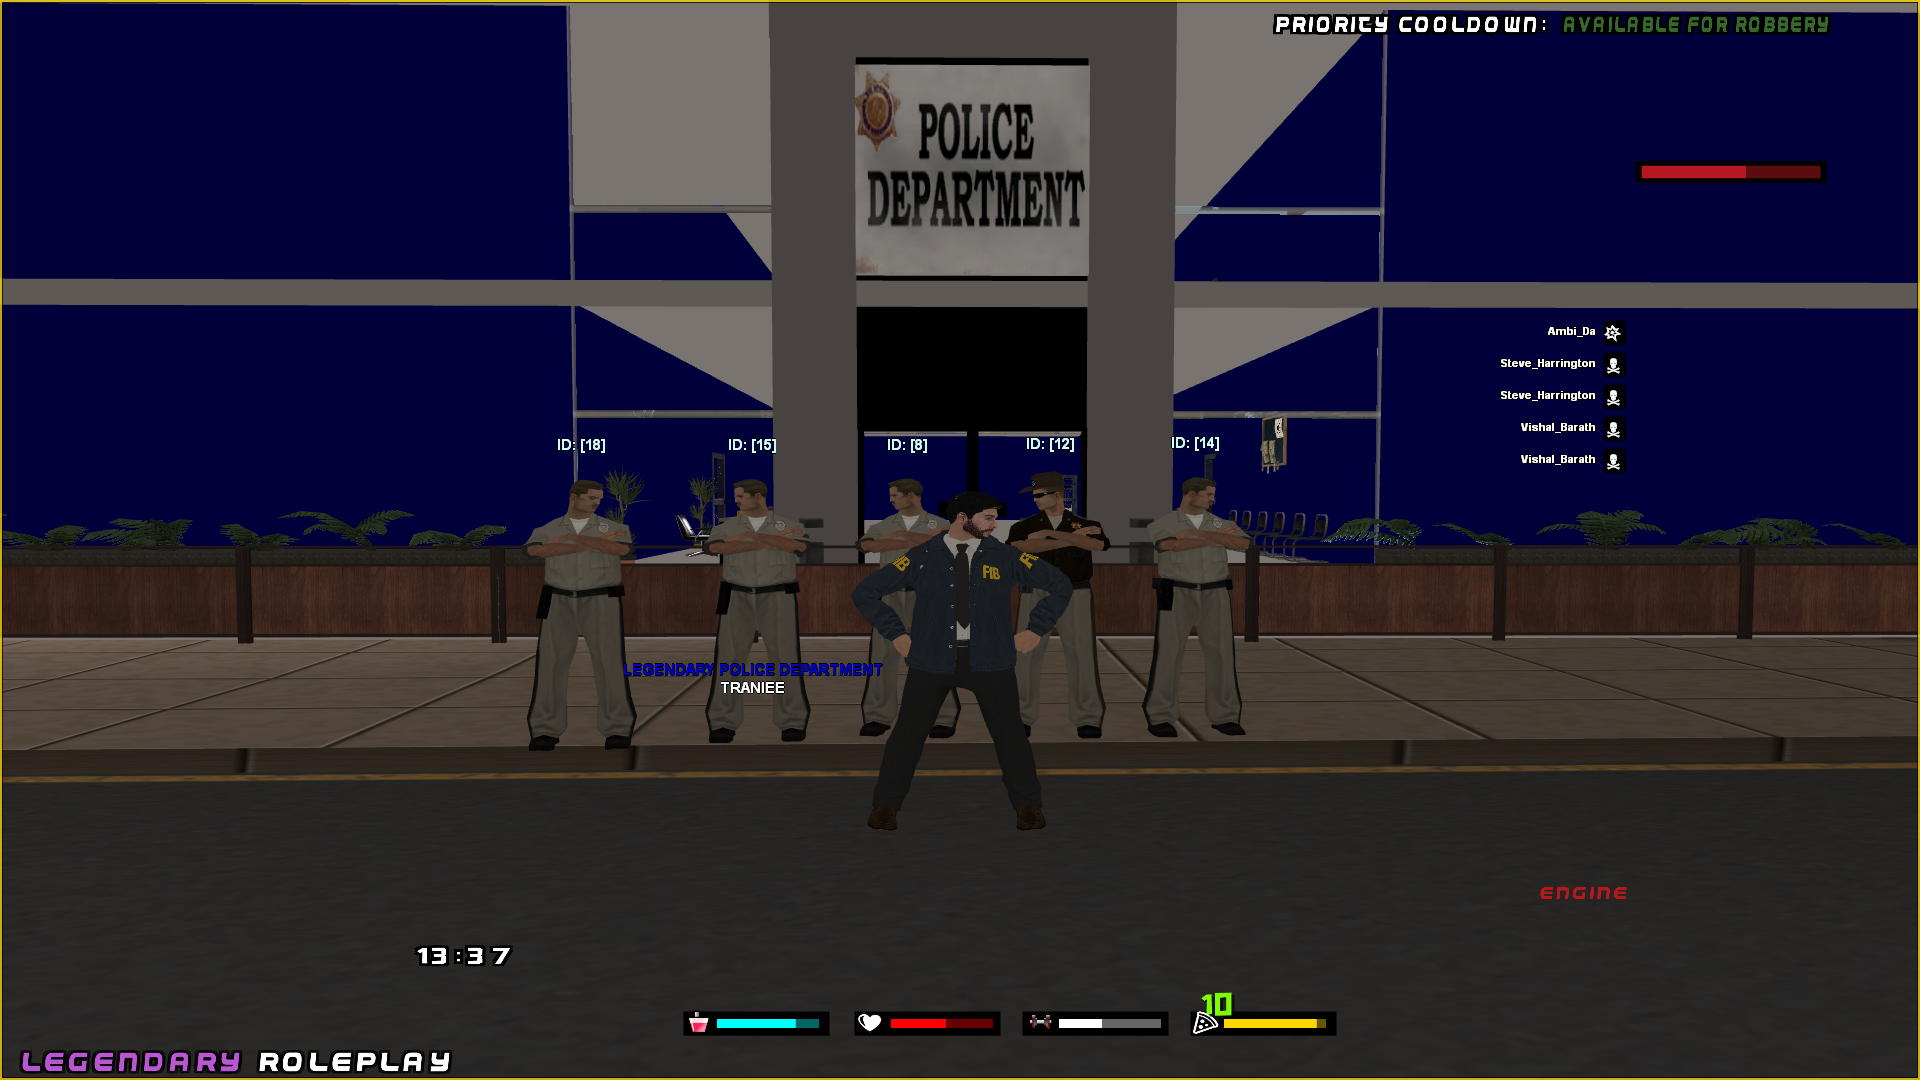 PRIORITY COOLDOWN: AVAILABLE FOR ROBBERY
POLICE
DEPARTMENT
Ambi_Da
Steve_Harrington
Steve_Harrington
Vishal_Barath
Vishal_Barath
ID: [18]
ID: [15]
ID: [8]
ID: [12]
ID: [14]
FIB
LEGENDARY POLICE DEPARTMENT
TRANIEE
ENGINE
13:37
10
LEGENDARY ROLEPLAY